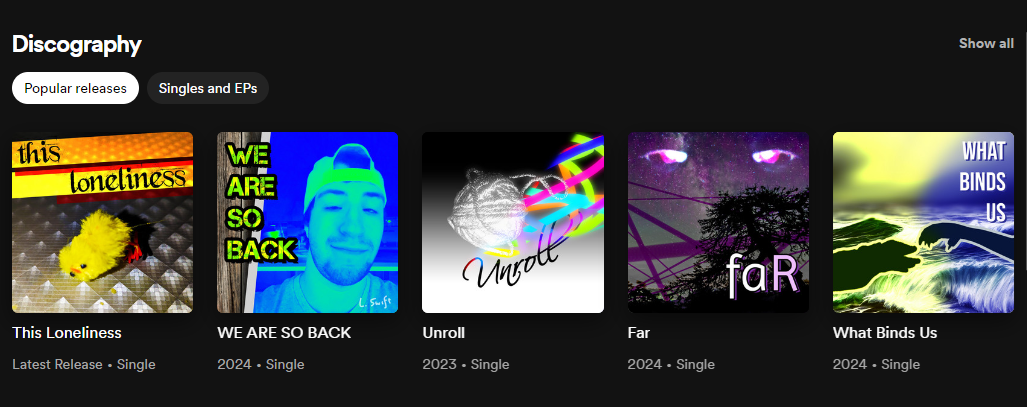 Discography
Show all
Popular releases
Singles and EPs
this
loneliness
WE
ARE
SO
BACK
L. Swift
Unroll
faR
WHAT
BINDS
US
This Loneliness
WE ARE SO BACK
Unroll
Far
What Binds Us
Latest Release • Single
2024 • Single
2023 • Single
2024 • Single
2024 • Single